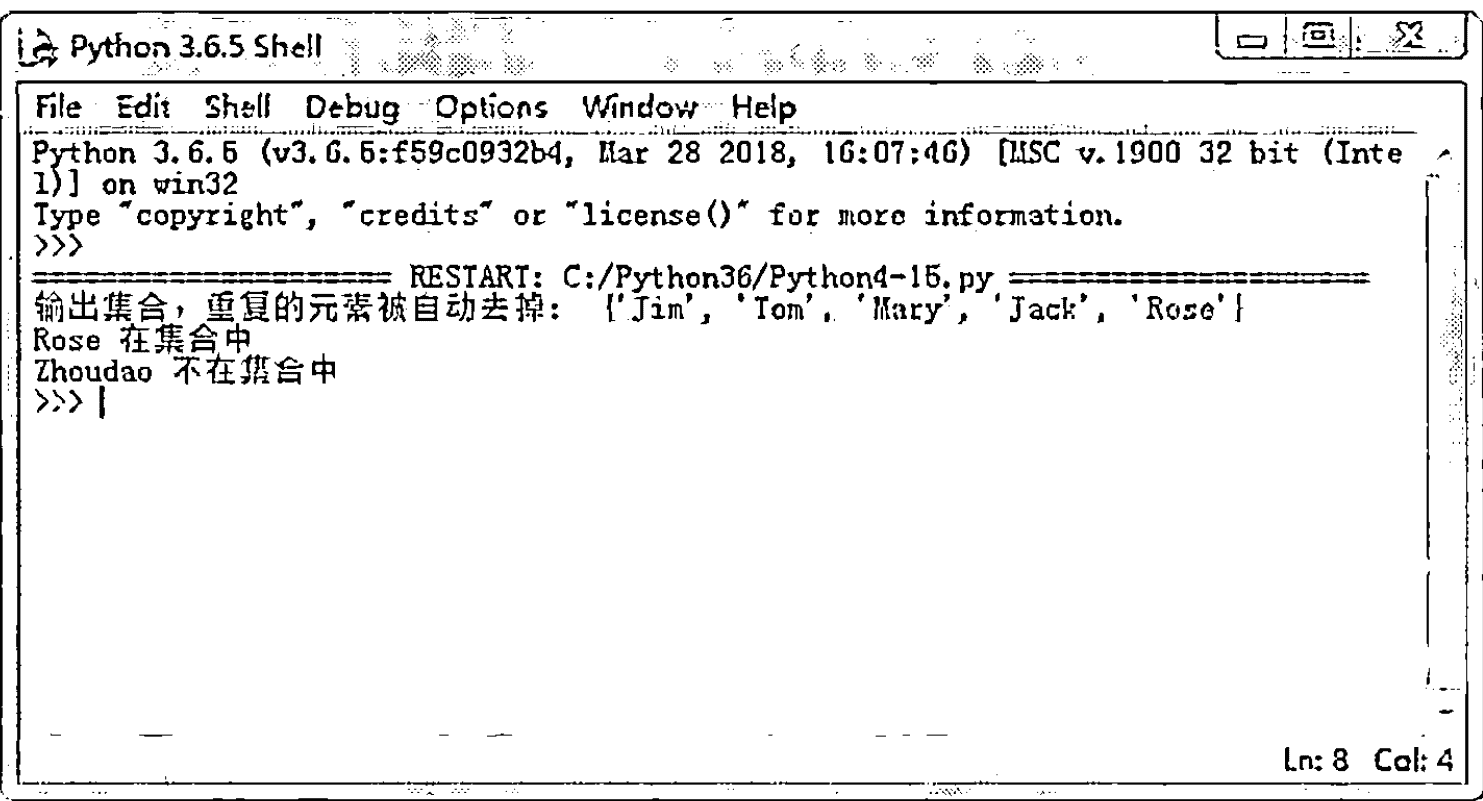 Python 3.6.5 Shell
File Edit Shell Debug Options Window Help
Python 3.6.5 (v3.6.5:f59c0932b4, Mar 28 2018, 16:07:46) [MSC v.1900 32 bit (Inte
l)] on win32
Type "copyright", "credits" or "license()" for more information.
>>>
==================== RESTART: C:/Python36/Python4-15.py ====================
输出集合，重复的元素被自动去掉： {'Jim', 'Tom', 'Mary', 'Jack', 'Rose'}
Rose 在集合中
Zhoudao 不在集合中
>>>
Ln: 8 Col: 4